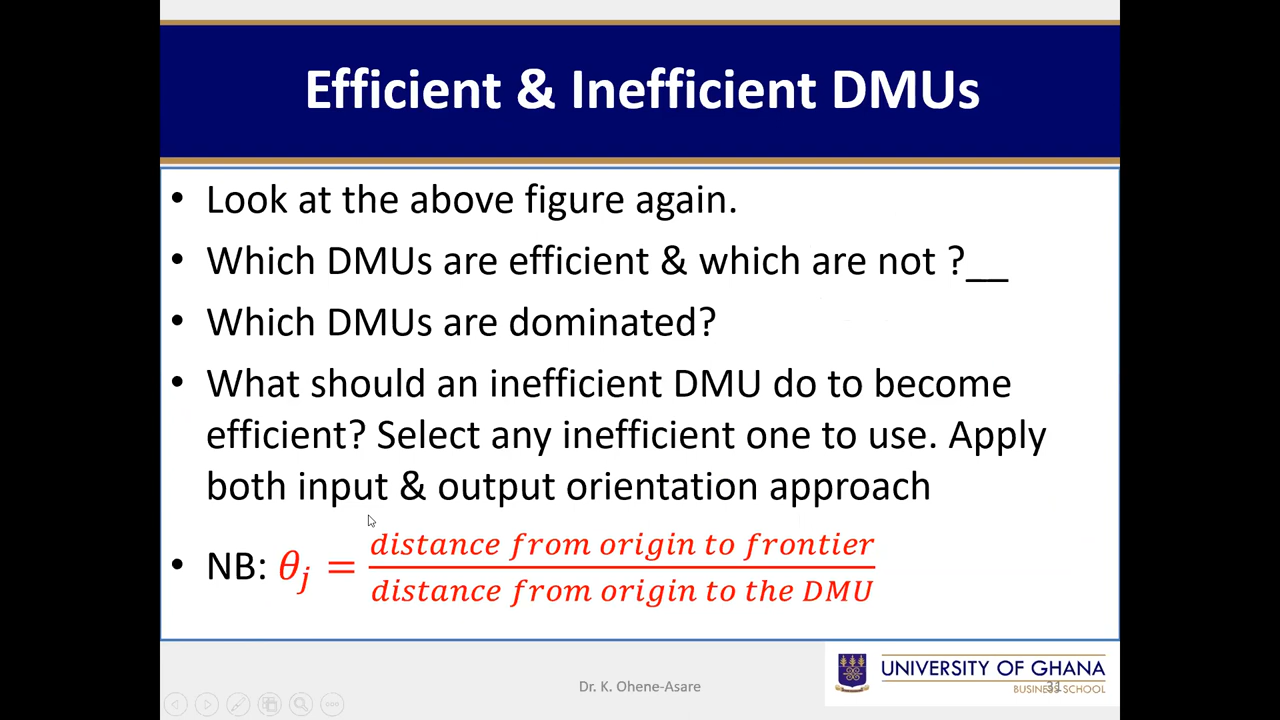 Efficient & Inefficient DMUs
• Look at the above figure again.
• Which DMUs are efficient & which are not ?__
• Which DMUs are dominated?
• What should an inefficient DMU do to become
efficient? Select any inefficient one to use. Apply
both input & output orientation approach
• NB: θⱼ = distance from origin to frontier / distance from origin to the DMU
UNIVERSITY OF GHANA
BUSINESS SCHOOL
Dr. K. Ohene-Asare
31